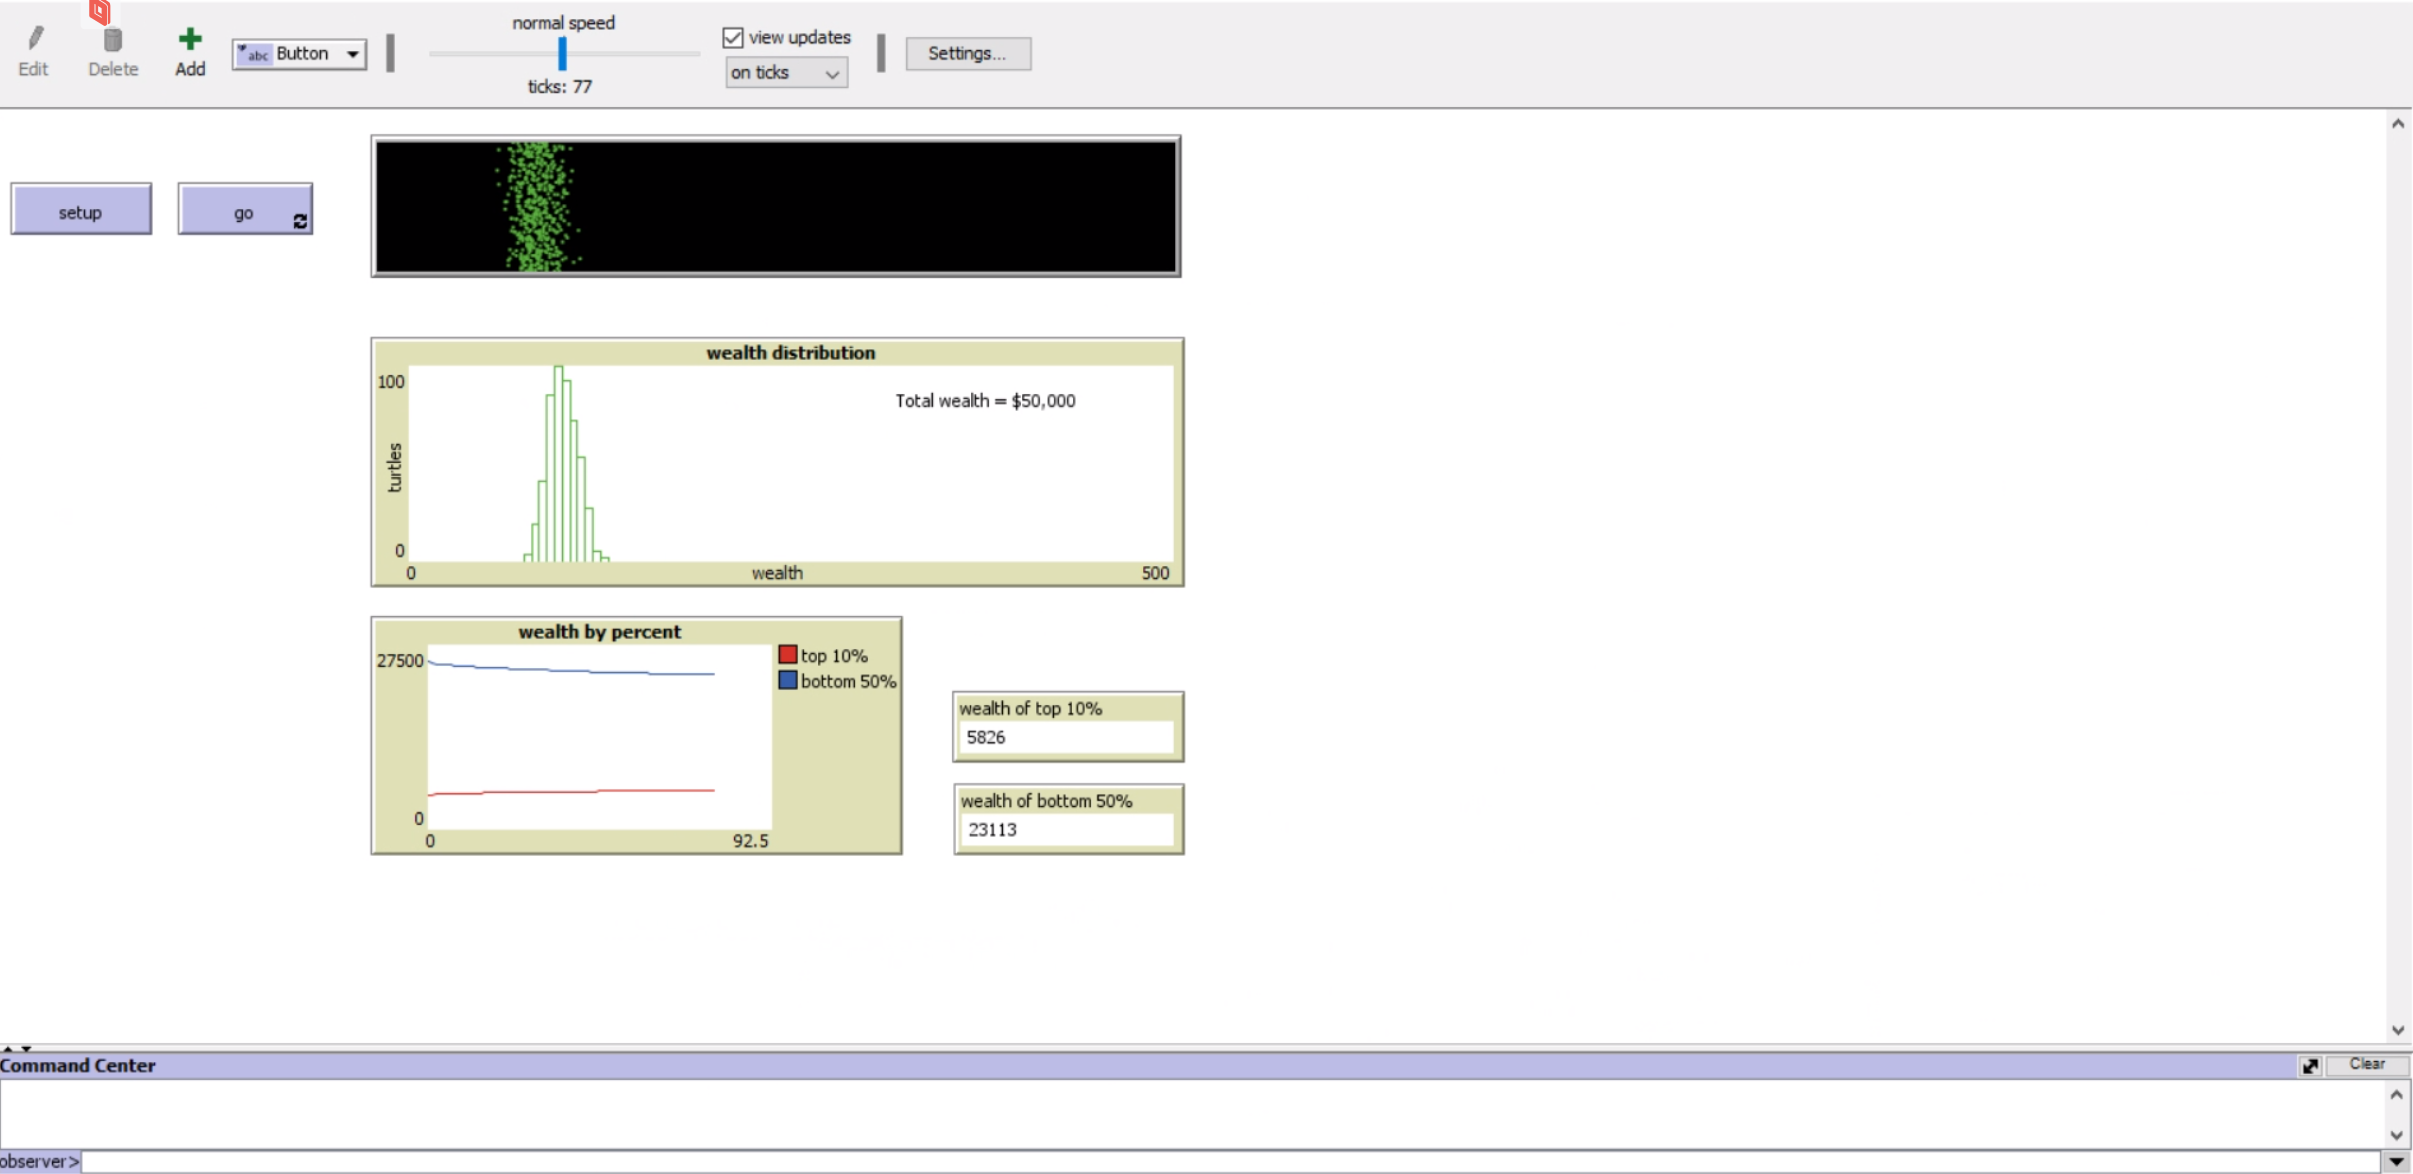 normal speed
view updates
Edit
Delete
Add
abc Button
on ticks
Settings...
ticks: 77
setup
go
wealth distribution
100
Total wealth = $50,000
turtles
0
0
wealth
500
wealth by percent
27500
top 10%
bottom 50%
0
0
92.5
wealth of top 10%
5826
wealth of bottom 50%
23113
Command Center
Clear
observer>